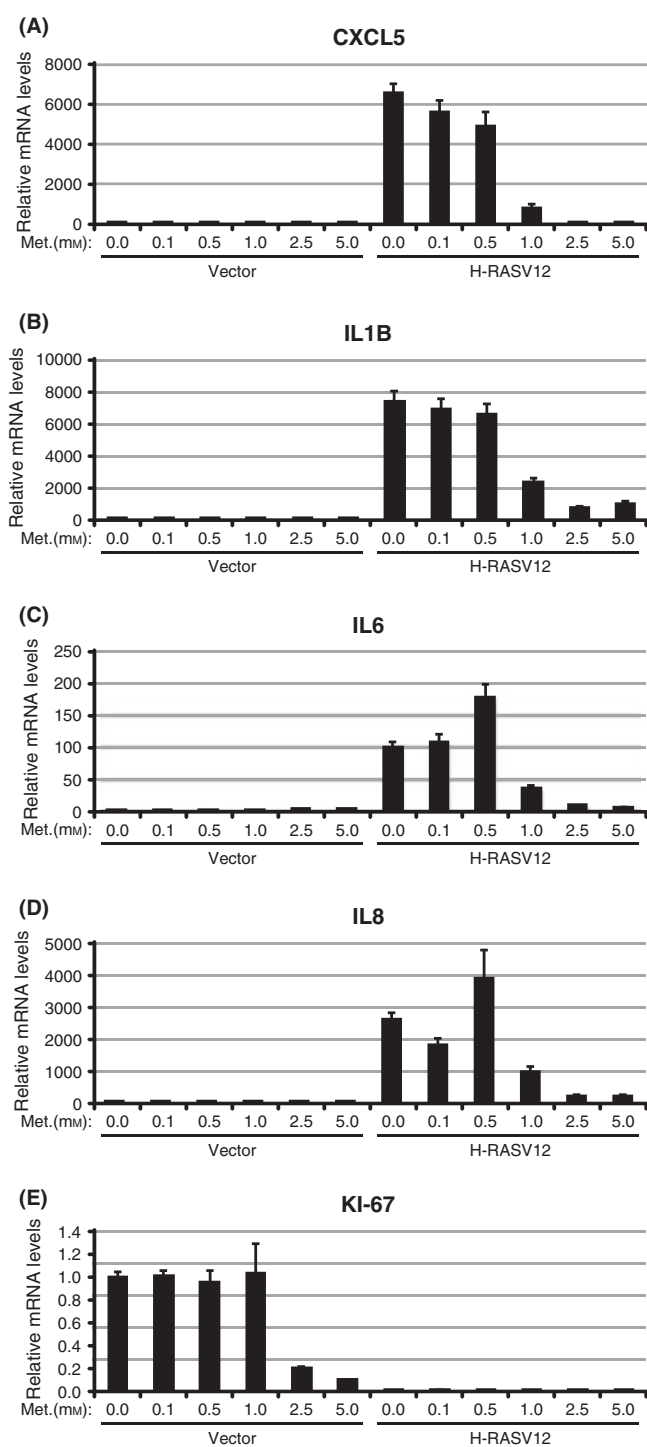 (A)
CXCL5
Relative mRNA levels
8000
6000
4000
2000
0
Met.(mM): 0.0 0.1 0.5 1.0 2.5 5.0 0.0 0.1 0.5 1.0 2.5 5.0
Vector H-RASV12
(B)
IL1B
Relative mRNA levels
10000
8000
6000
4000
2000
0
Met.(mM): 0.0 0.1 0.5 1.0 2.5 5.0 0.0 0.1 0.5 1.0 2.5 5.0
Vector H-RASV12
(C)
IL6
Relative mRNA levels
250
200
150
100
50
0
Met.(mM): 0.0 0.1 0.5 1.0 2.5 5.0 0.0 0.1 0.5 1.0 2.5 5.0
Vector H-RASV12
(D)
IL8
Relative mRNA levels
5000
4000
3000
2000
1000
0
Met.(mM): 0.0 0.1 0.5 1.0 2.5 5.0 0.0 0.1 0.5 1.0 2.5 5.0
Vector H-RASV12
(E)
KI-67
Relative mRNA levels
1.4
1.2
1.0
0.8
0.6
0.4
0.2
0.0
Met.(mM): 0.0 0.1 0.5 1.0 2.5 5.0 0.0 0.1 0.5 1.0 2.5 5.0
Vector H-RASV12